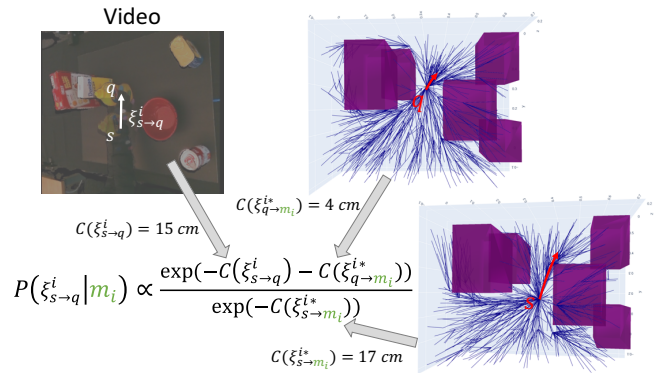 Video
q
ξ^i_{s→q}
s
q
s
C(ξ^i_{s→q}) = 15 cm
C(ξ^{i*}_{q→m_i}) = 4 cm
P(ξ^i_{s→q}|m_i) ∝ exp(−C(ξ^i_{s→q}) − C(ξ^{i*}_{q→m_i})) / exp(−C(ξ^{i*}_{s→m_i}))
C(ξ^{i*}_{s→m_i}) = 17 cm